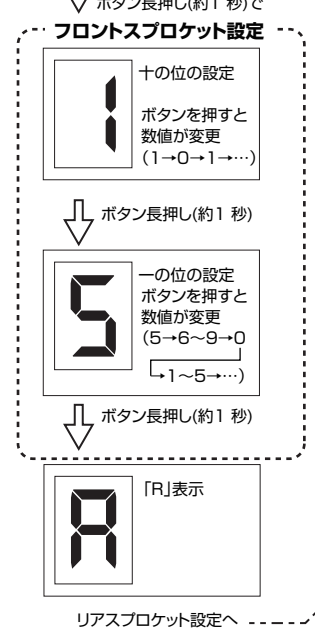 ボタン長押し(約1 秒)で
フロントスプロケット設定
1
十の位の設定
ボタンを押すと
数値が変更
(1→0→1→…)
ボタン長押し(約1 秒)
5
一の位の設定
ボタンを押すと
数値が変更
(5→6〜9→0
→1〜5→…)
ボタン長押し(約1 秒)
R
「R」表示
リアスプロケット設定へ